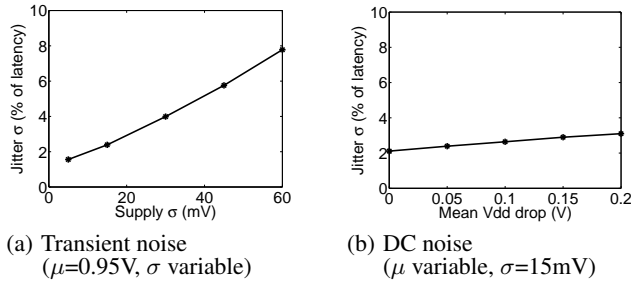 10
8
6
4
2
0
0 20 40 60
Jitter σ (% of latency)
Supply σ (mV)
(a) Transient noise
(μ=0.95V, σ variable)
10
8
6
4
2
0
0 0.05 0.1 0.15 0.2
Jitter σ (% of latency)
Mean Vdd drop (V)
(b) DC noise
(μ variable, σ=15mV)